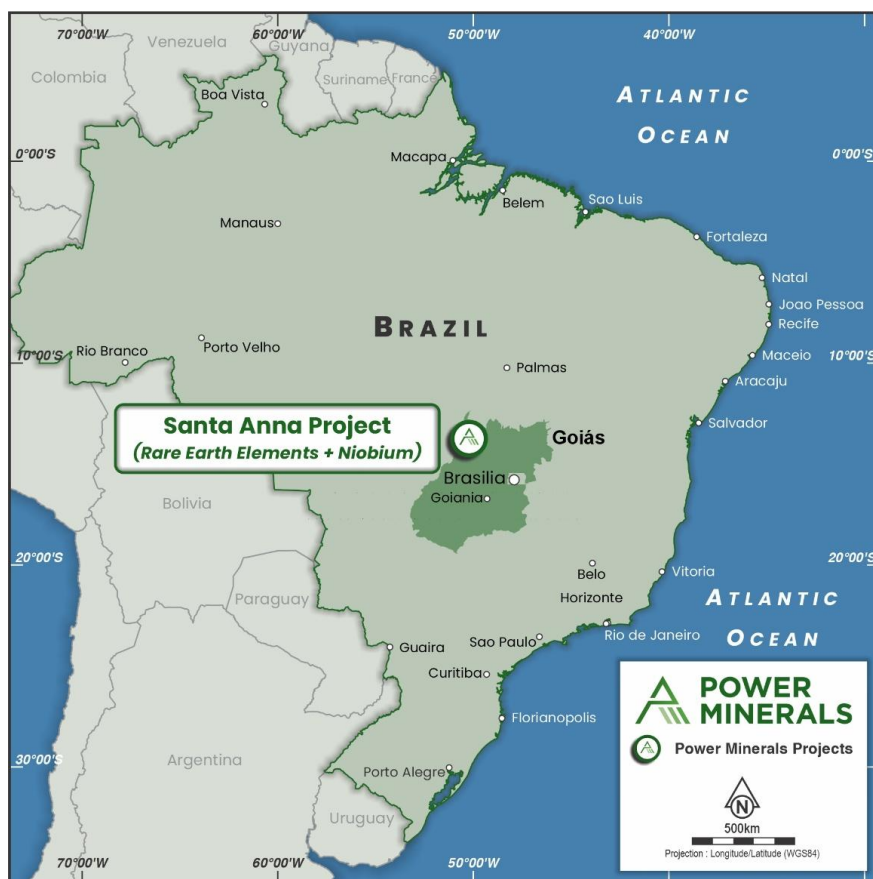 70°00'W 60°00'W 50°00'W 40°00'W
Venezuela
Guyana
Colombia
Suriname
France
Boa Vista
ATLANTIC
OCEAN
0°00'S 0°00'S
Macapa
Belem
Sao Luis
Manaus
Fortaleza
Natal
BRAZIL
Joao Pessoa
Recife
Rio Branco
Porto Velho
Maceio
10°00'S 10°00'S
Palmas
Aracaju
Santa Anna Project
(Rare Earth Elements + Niobium)
Goiás
Salvador
Brasilia
Goiania
Bolivia
20°00'S 20°00'S
Belo
Horizonte
Vitoria
Paraguay
ATLANTIC
OCEAN
Guaira
Sao Paulo
Rio de Janeiro
Curitiba
Florianopolis
POWER
MINERALS
Power Minerals Projects
Argentina
30°00'S
Porto Alegre
Uruguay
N
500km
Projection : Longitude/Latitude (WGS84)
70°00'W 60°00'W 50°00'W